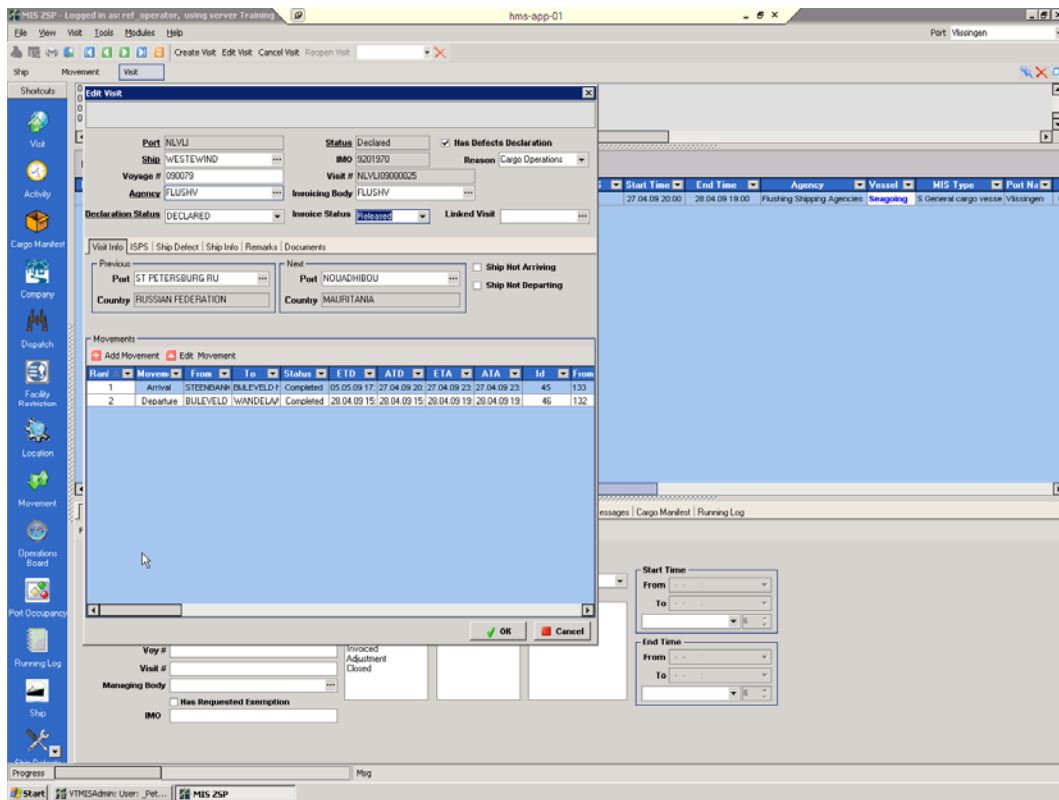 MIS ZSP - Logged in as: ref_operator, using server Training
hms-app-01
File View Visit Tools Modules Help
Port Vlissingen
Create Visit Edit Visit Cancel Visit Reopen Visit
Ship Movement Visit
Shortcuts
Visit
Activity
Cargo Manifest
Company
Dispatch
Facility
Restriction
Location
Movement
Operations
Board
Port Occupancy
Running Log
Ship
Edit Visit
Port NLVLI Status Declared Has Defects Declaration
Ship WESTEWIND IMO 9201970 Reason Cargo Operations
Voyage # 090079 Visit # NLVLI09000025
Agency FLUSHV Invoicing Body FLUSHV
Declaration Status DECLARED Invoice Status Released Linked Visit
Visit Info ISPS Ship Defect Ship Info Remarks Documents
Previous Next Ship Not Arriving
Port ST PETERSBURG RU Port NOUADHIBOU
Ship Not Departing
Country RUSSIAN FEDERATION Country MAURITANIA
Movements
Add Movement Edit Movement
Movem From To Status ETD ATD ETA ATA Id From
1 Arrival STEENBANK BIJLEVELD Completed 05.05.09 17: 27.04.09 20: 27.04.09 23: 27.04.09 23: 45 133
2 Departure BIJLEVELD WANDELA Completed 28.04.09 15: 28.04.09 15: 28.04.09 19: 28.04.09 19: 46 132
OK Cancel
Start Time End Time Agency Vessel MIS Type Port Na
27.04.09 20:00 28.04.09 19:00 Flushing Shipping Agencies Seagoing S General cargo vesse Vlissingen
essages Cargo Manifest Running Log
Start Time
From
To
End Time
From
To
Voy #
Visit #
Managing Body
Has Requested Exemption
IMO
Invoiced
Adjustment
Closed
Progress Msg
Start VTMISAdmin: User: _Pet... MIS ZSP